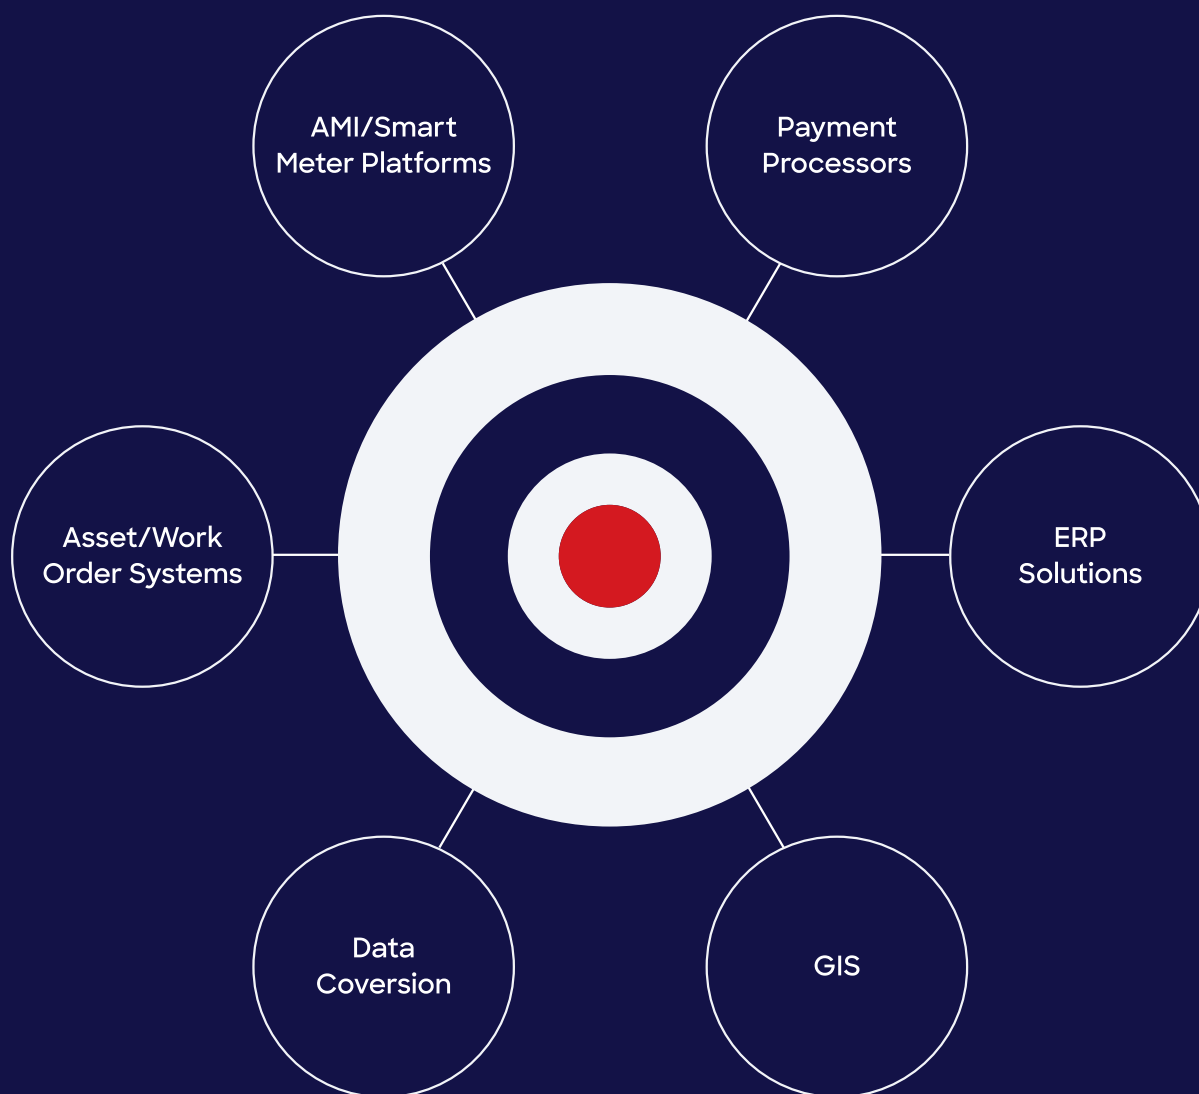 AMI/Smart
Meter Platforms
Payment
Processors
Asset/Work
Order Systems
ERP
Solutions
Data
Coversion
GIS